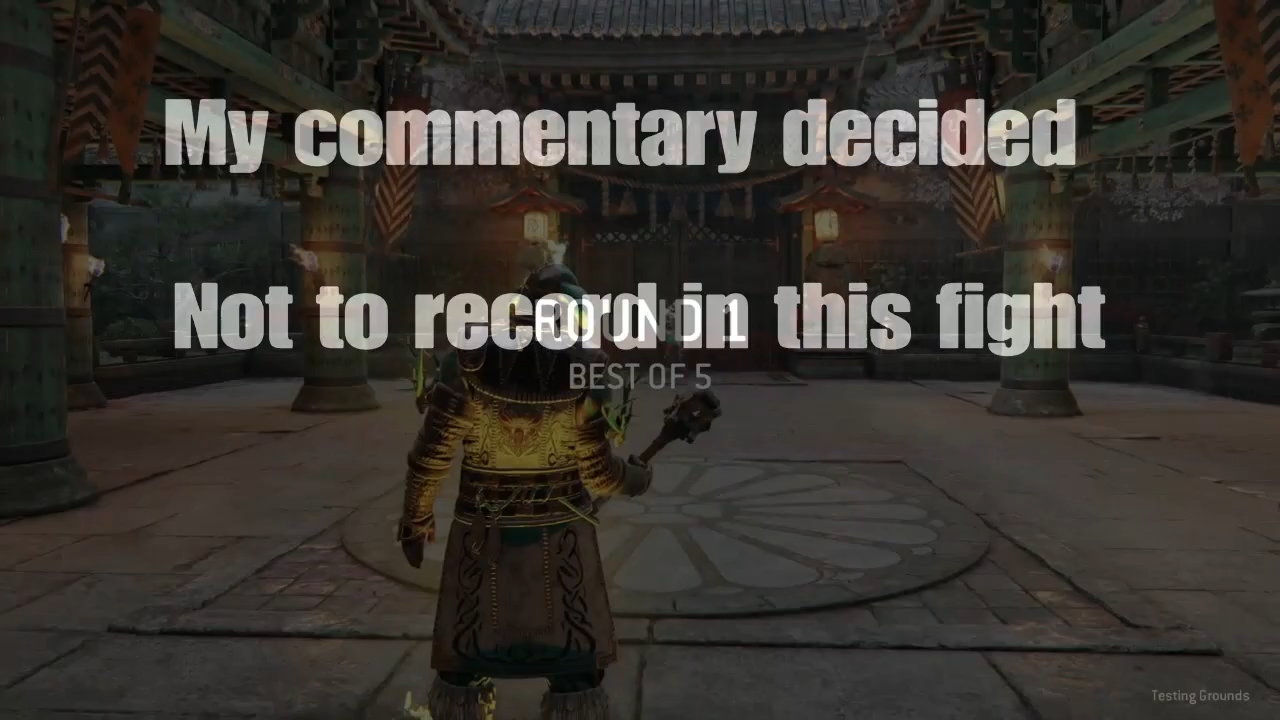 My commentary decided
Not to record in this fight
ROUND 1
BEST OF 5
Testing Grounds